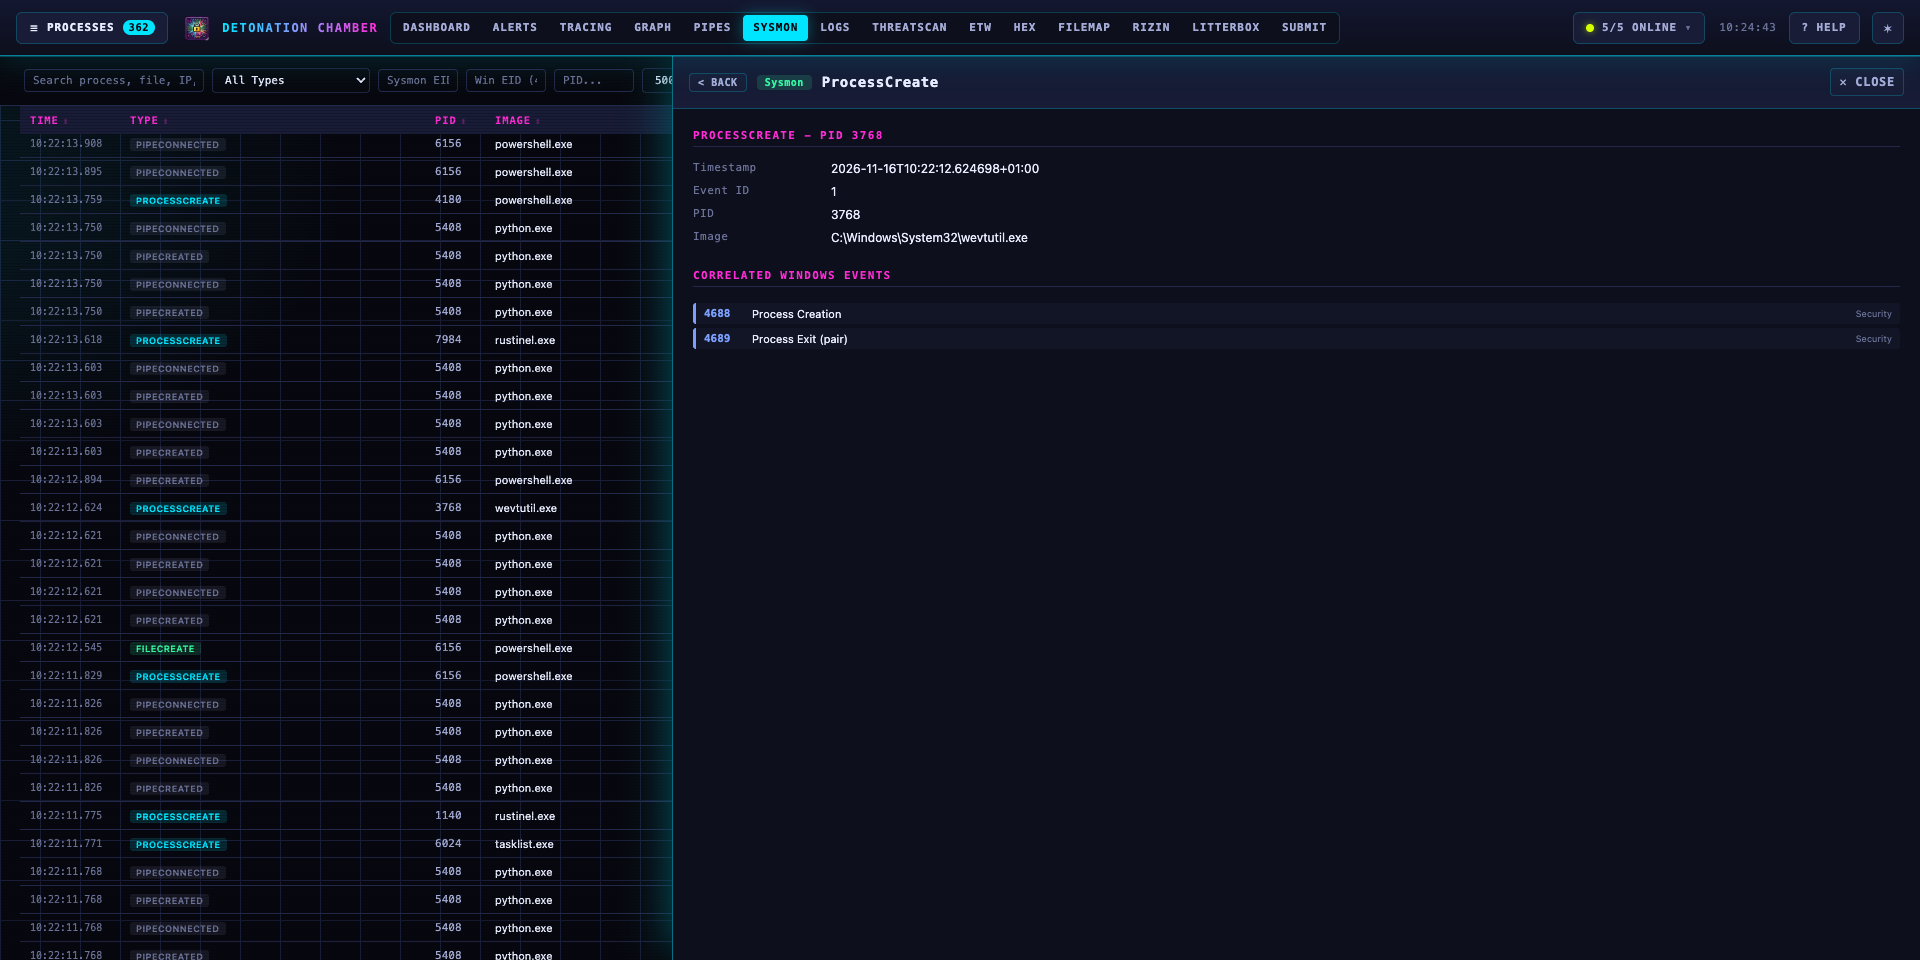 ≡ PROCESSES 362
DETONATION CHAMBER
DASHBOARD ALERTS TRACING GRAPH PIPES SYSMON LOGS THREATSCAN ETW HEX FILEMAP RIZIN LITTERBOX SUBMIT
5/5 ONLINE ▾
10:24:43
? HELP
Search process, file, IP, All Types Sysmon EID Win EID (4 PID... 500
TIME TYPE PID IMAGE
10:22:13.908 PIPECONNECTED 6156 powershell.exe
10:22:13.895 PIPECONNECTED 6156 powershell.exe
10:22:13.759 PROCESSCREATE 4180 powershell.exe
10:22:13.750 PIPECONNECTED 5408 python.exe
10:22:13.750 PIPECREATED 5408 python.exe
10:22:13.750 PIPECONNECTED 5408 python.exe
10:22:13.750 PIPECREATED 5408 python.exe
10:22:13.618 PROCESSCREATE 7984 rustinel.exe
10:22:13.603 PIPECONNECTED 5408 python.exe
10:22:13.603 PIPECREATED 5408 python.exe
10:22:13.603 PIPECONNECTED 5408 python.exe
10:22:13.603 PIPECREATED 5408 python.exe
10:22:12.894 PIPECREATED 6156 powershell.exe
10:22:12.624 PROCESSCREATE 3768 wevtutil.exe
10:22:12.621 PIPECONNECTED 5408 python.exe
10:22:12.621 PIPECREATED 5408 python.exe
10:22:12.621 PIPECONNECTED 5408 python.exe
10:22:12.621 PIPECREATED 5408 python.exe
10:22:12.545 FILECREATE 6156 powershell.exe
10:22:11.829 PROCESSCREATE 6156 powershell.exe
10:22:11.826 PIPECONNECTED 5408 python.exe
10:22:11.826 PIPECREATED 5408 python.exe
10:22:11.826 PIPECONNECTED 5408 python.exe
10:22:11.826 PIPECREATED 5408 python.exe
10:22:11.775 PROCESSCREATE 1140 rustinel.exe
10:22:11.771 PROCESSCREATE 6024 tasklist.exe
10:22:11.768 PIPECONNECTED 5408 python.exe
10:22:11.768 PIPECREATED 5408 python.exe
10:22:11.768 PIPECONNECTED 5408 python.exe
10:22:11.768 PIPECREATED 5408 python.exe
< BACK Sysmon ProcessCreate × CLOSE
PROCESSCREATE — PID 3768
Timestamp 2026-11-16T10:22:12.624698+01:00
Event ID 1
PID 3768
Image C:\Windows\System32\wevtutil.exe
CORRELATED WINDOWS EVENTS
4688 Process Creation Security
4689 Process Exit (pair) Security